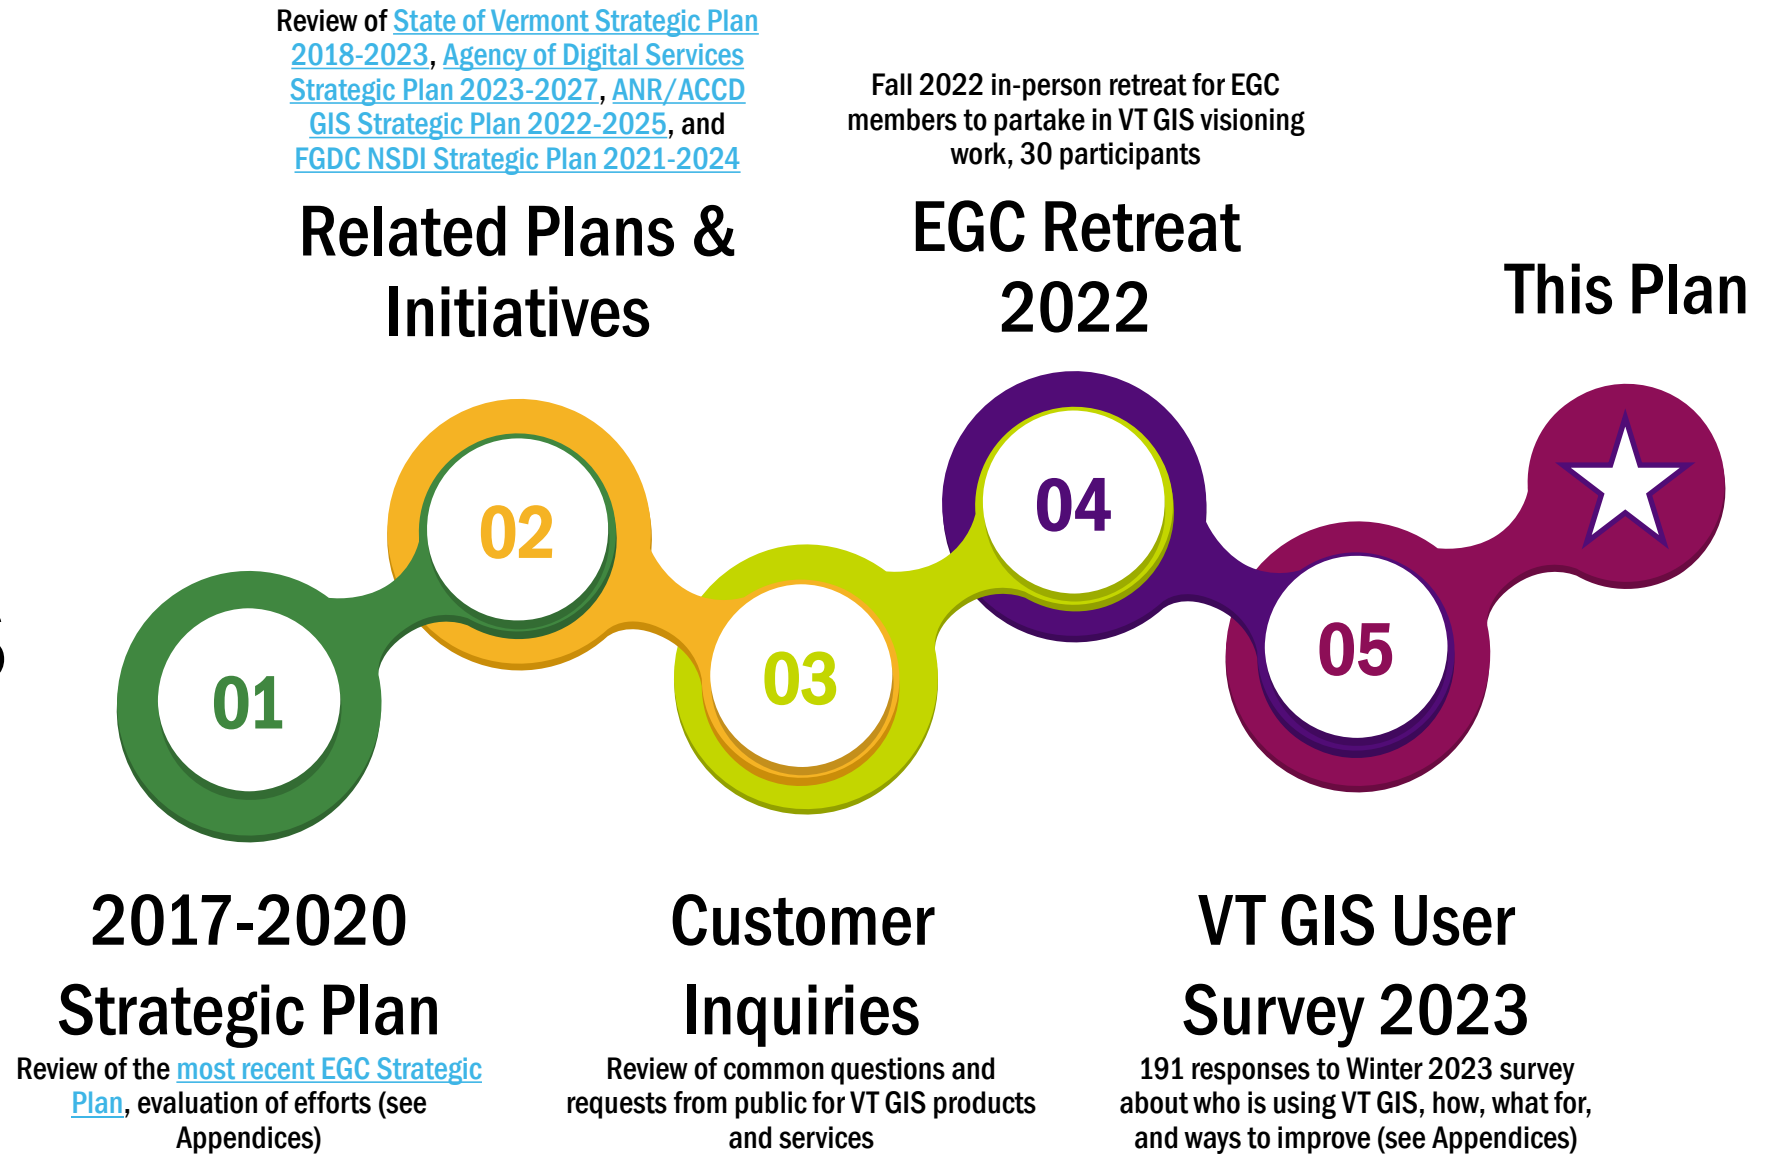 Review of State of Vermont Strategic Plan
2018-2023, Agency of Digital Services
Strategic Plan 2023-2027, ANR/ACCD
GIS Strategic Plan 2022-2025, and
FGDC NSDI Strategic Plan 2021-2024
Related Plans &
Initiatives
Fall 2022 in-person retreat for EGC
members to partake in VT GIS visioning
work, 30 participants
EGC Retreat
2022
This Plan
01
02
03
04
05
2017-2020
Strategic Plan
Review of the most recent EGC Strategic
Plan, evaluation of efforts (see
Appendices)
Customer
Inquiries
Review of common questions and
requests from public for VT GIS products
and services
VT GIS User
Survey 2023
191 responses to Winter 2023 survey
about who is using VT GIS, how, what for,
and ways to improve (see Appendices)